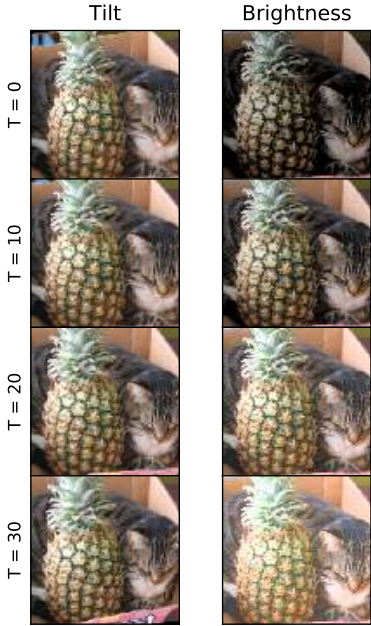 Tilt Brightness
T = 0
T = 10
T = 20
T = 30